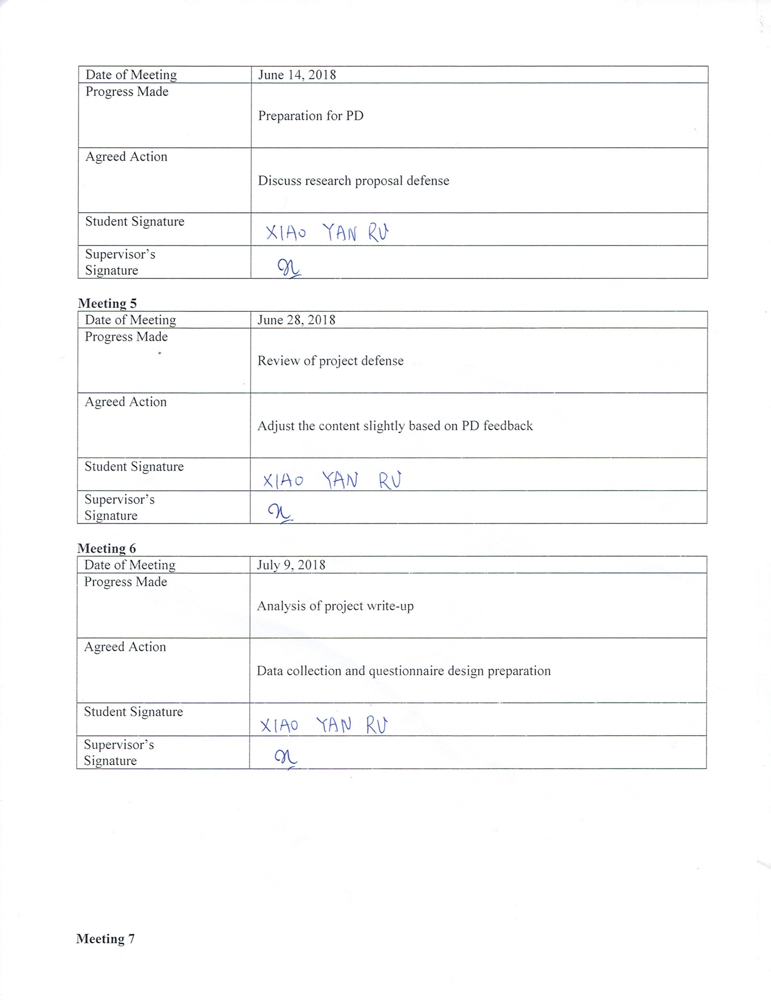 Date of Meeting June 14, 2018
Progress Made
Preparation for PD
Agreed Action
Discuss research proposal defense
Student Signature
XIAO YAN RU
Supervisor's
Signature
Meeting 5
Date of Meeting June 28, 2018
Progress Made
Review of project defense
Agreed Action
Adjust the content slightly based on PD feedback
Student Signature
XIAO YAN RU
Supervisor's
Signature
Meeting 6
Date of Meeting July 9, 2018
Progress Made
Analysis of project write-up
Agreed Action
Data collection and questionnaire design preparation
Student Signature
XIAO YAN RU
Supervisor's
Signature
Meeting 7